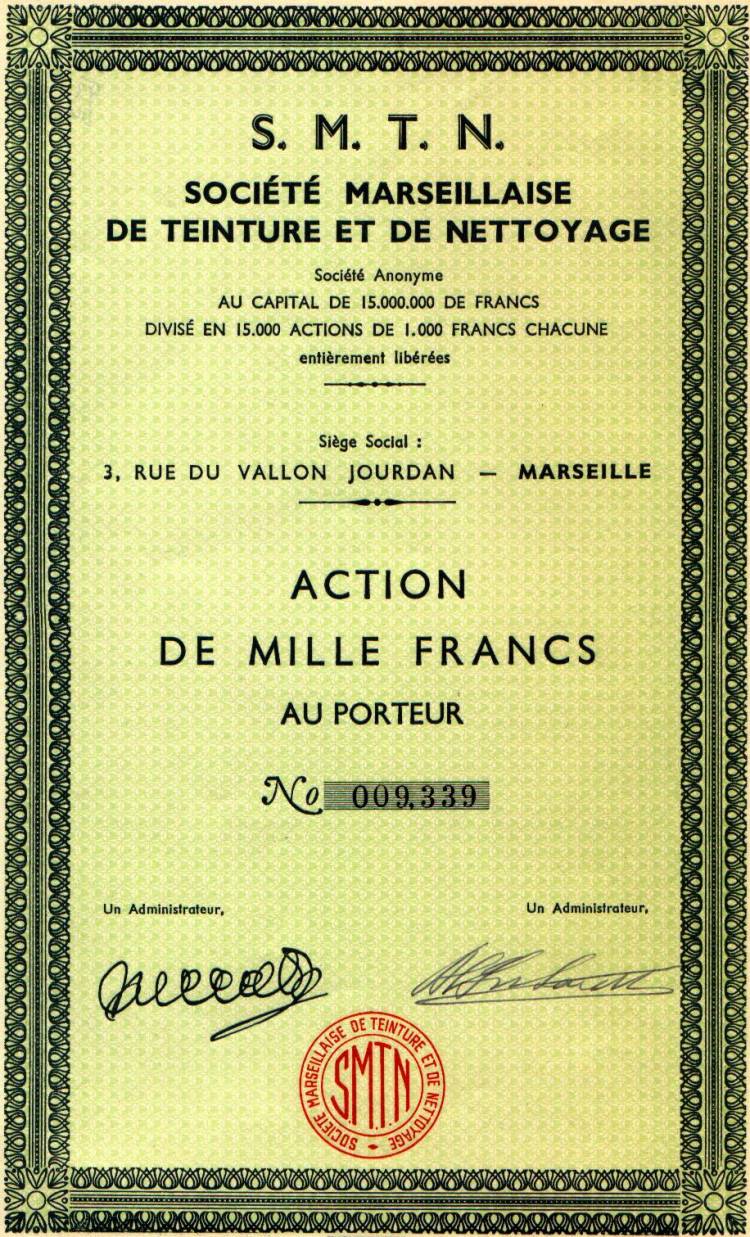 S. M. T. N.
SOCIÉTÉ MARSEILLAISE
DE TEINTURE ET DE NETTOYAGE
Société Anonyme
AU CAPITAL DE 15.000.000 DE FRANCS
DIVISÉ EN 15.000 ACTIONS DE 1.000 FRANCS CHACUNE
entièrement libérées
Siège Social :
3, RUE DU VALLON JOURDAN — MARSEILLE
ACTION
DE MILLE FRANCS
AU PORTEUR
No 009,339
Un Administrateur,
Un Administrateur,
SOCIÉTÉ MARSEILLAISE DE TEINTURE ET DE NETTOYAGE
S.M.T.N